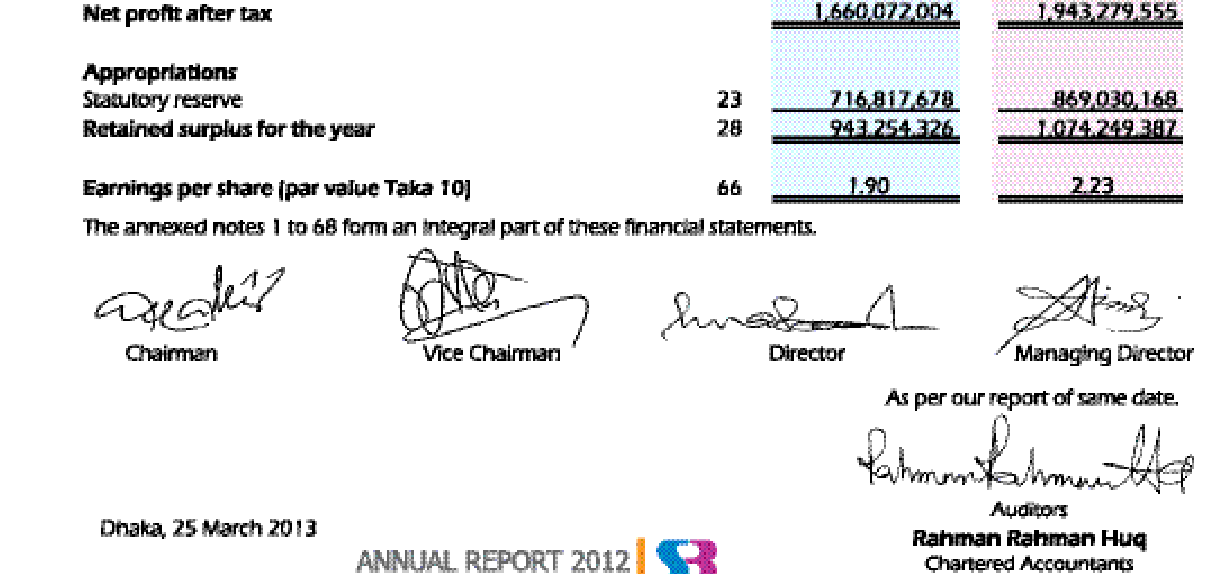 Net profit after tax 1,660,072,004 1,943,279,555
Appropriations
Statutory reserve 23 716,817,678 869,030,168
Retained surplus for the year 28 943,254,326 1,074,249,387
Earnings per share (par value Taka 10) 66 1.90 2.23
The annexed notes 1 to 68 form an integral part of these financial statements.
Chairman Vice Chairman Director Managing Director
As per our report of same date.
Rahman Rahman Huq
Auditors
Dhaka, 25 March 2013
Rahman Rahman Huq
Chartered Accountants
ANNUAL REPORT 2012